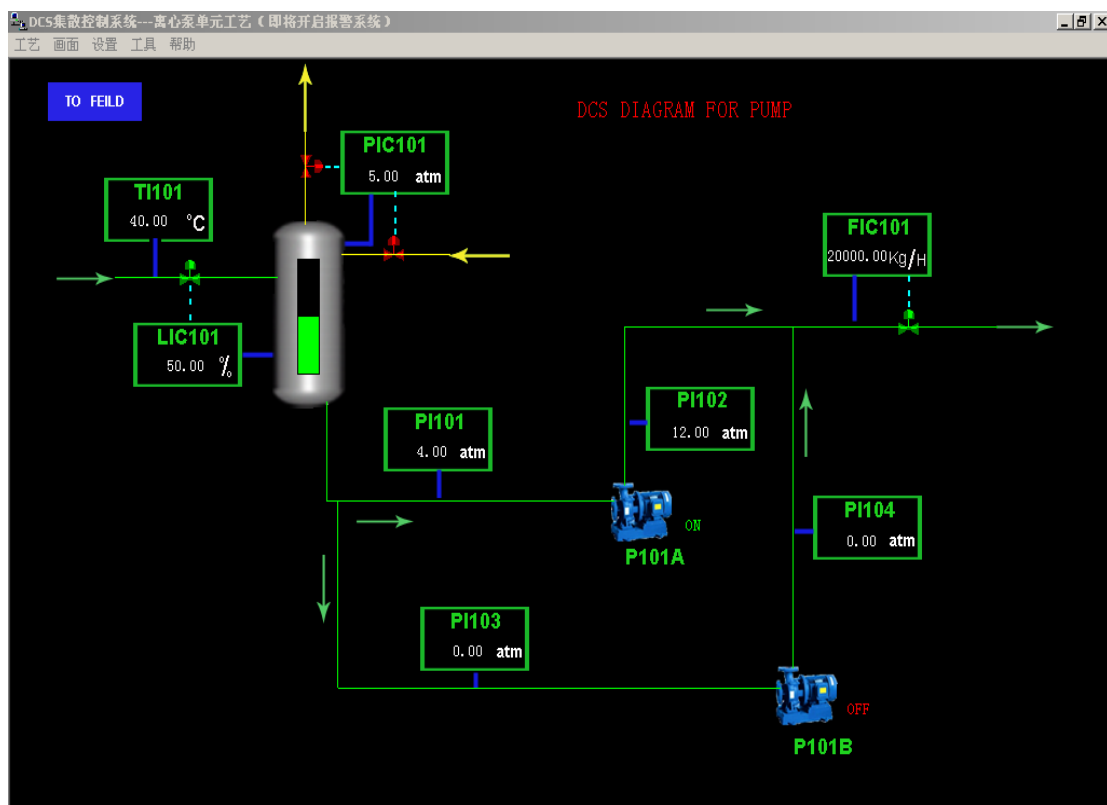 DCS集散控制系统---离心泵单元工艺（即将开启报警系统）
工艺 画面 设置 工具 帮助
TO FEILD
DCS DIAGRAM FOR PUMP
PIC101
5.00 atm
TI101
40.00 °C
FIC101
20000.00Kg/H
LIC101
50.00 %
PI102
12.00 atm
PI101
4.00 atm
PI104
0.00 atm
ON
P101A
PI103
0.00 atm
OFF
P101B